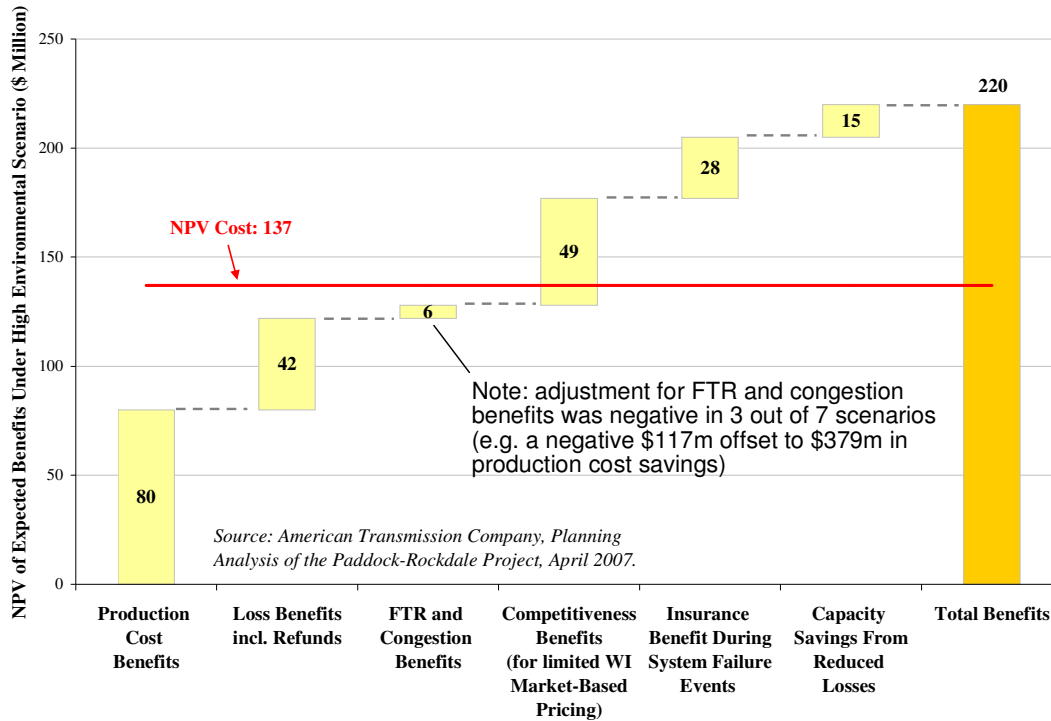 NPV of Expected Benefits Under High Environmental Scenario ($ Million)
250
200
150
100
50
0
NPV Cost: 137
80
42
6
49
28
15
220
Note: adjustment for FTR and congestion
benefits was negative in 3 out of 7 scenarios
(e.g. a negative $117m offset to $379m in
production cost savings)
Source: American Transmission Company, Planning
Analysis of the Paddock-Rockdale Project, April 2007.
Production
Cost
Benefits
Loss Benefits
incl. Refunds
FTR and
Congestion
Benefits
Competitiveness
Benefits
(for limited WI
Market-Based
Pricing)
Insurance
Benefit During
System Failure
Events
Capacity
Savings From
Reduced
Losses
Total Benefits